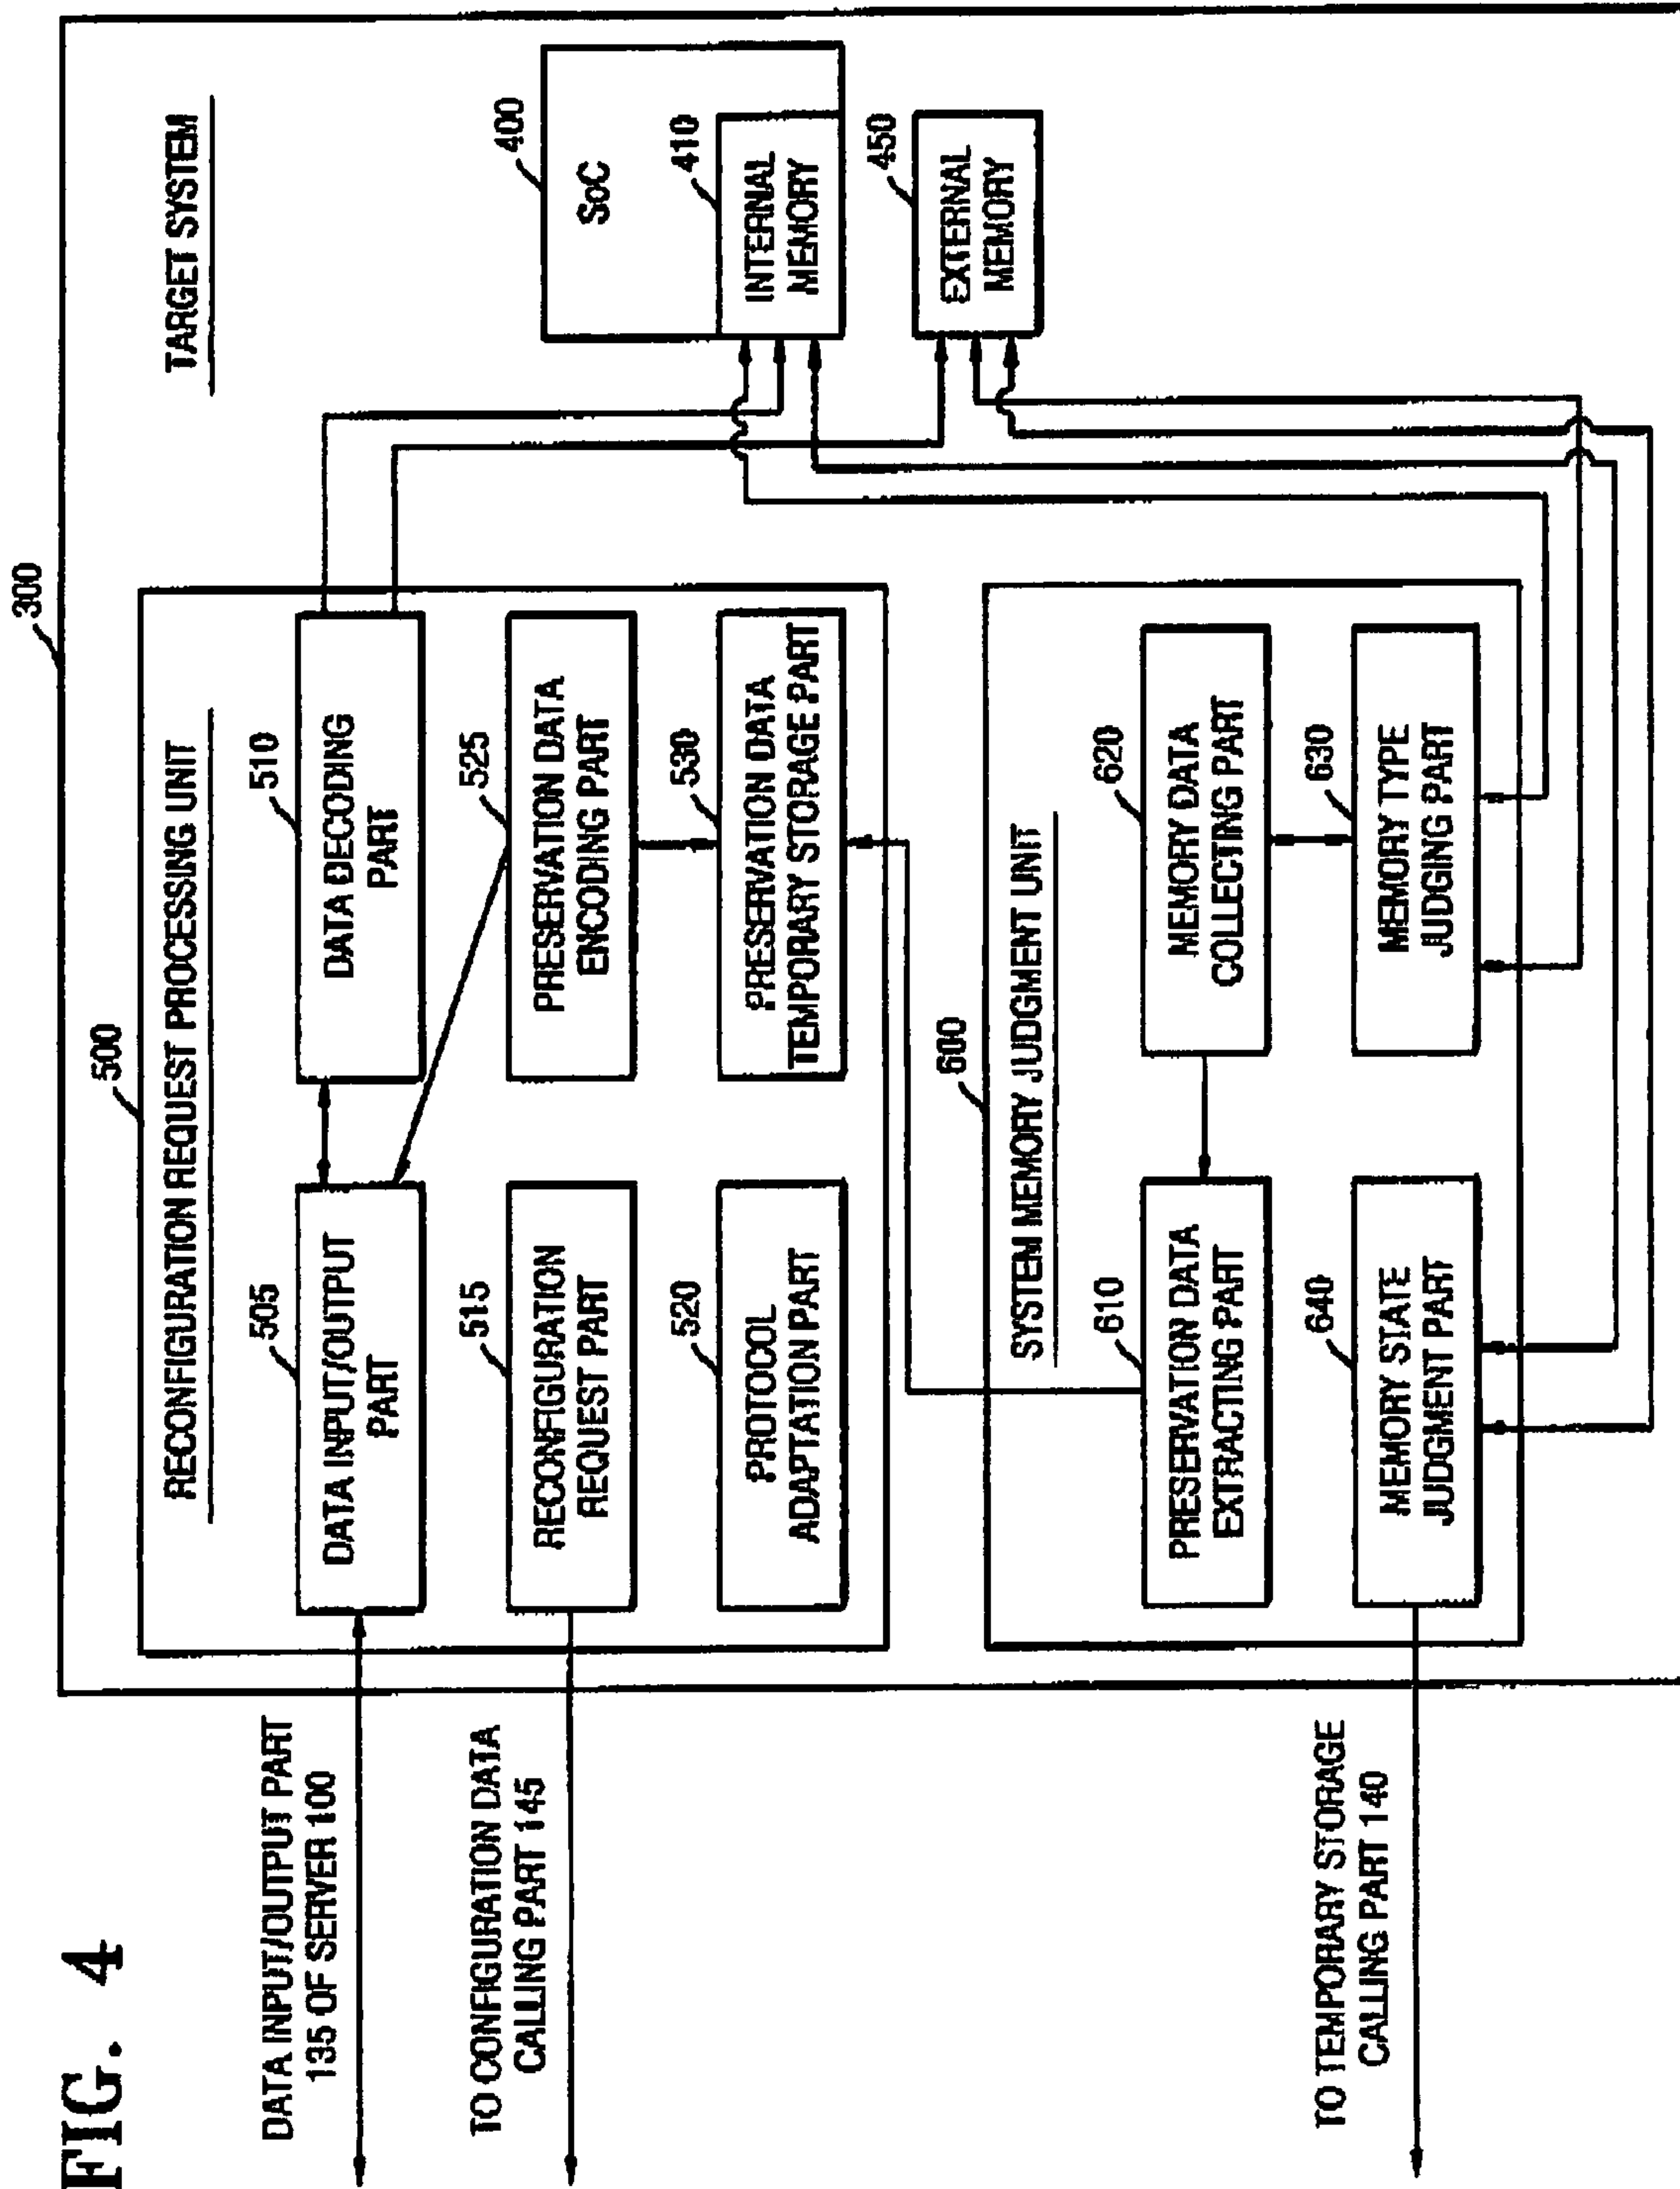 FIG. 4
300
TARGET SYSTEM
DATA INPUT/OUTPUT PART
135 OF SERVER 100
TO CONFIGURATION DATA
CALLING PART 145
TO TEMPORARY STORAGE
CALLING PART 140
500
RECONFIGURATION REQUEST PROCESSING UNIT
505
DATA INPUT/OUTPUT
PART
510
DATA DECODING
PART
515
RECONFIGURATION
REQUEST PART
525
PRESERVATION DATA
ENCODING PART
520
PROTOCOL
ADAPTATION PART
530
PRESERVATION DATA
TEMPORARY STORAGE PART
600
SYSTEM MEMORY JUDGMENT UNIT
610
PRESERVATION DATA
EXTRACTING PART
620
MEMORY DATA
COLLECTING PART
640
MEMORY STATE
JUDGMENT PART
630
MEMORY TYPE
JUDGING PART
400
SoC
410
INTERNAL
MEMORY
450
EXTERNAL
MEMORY